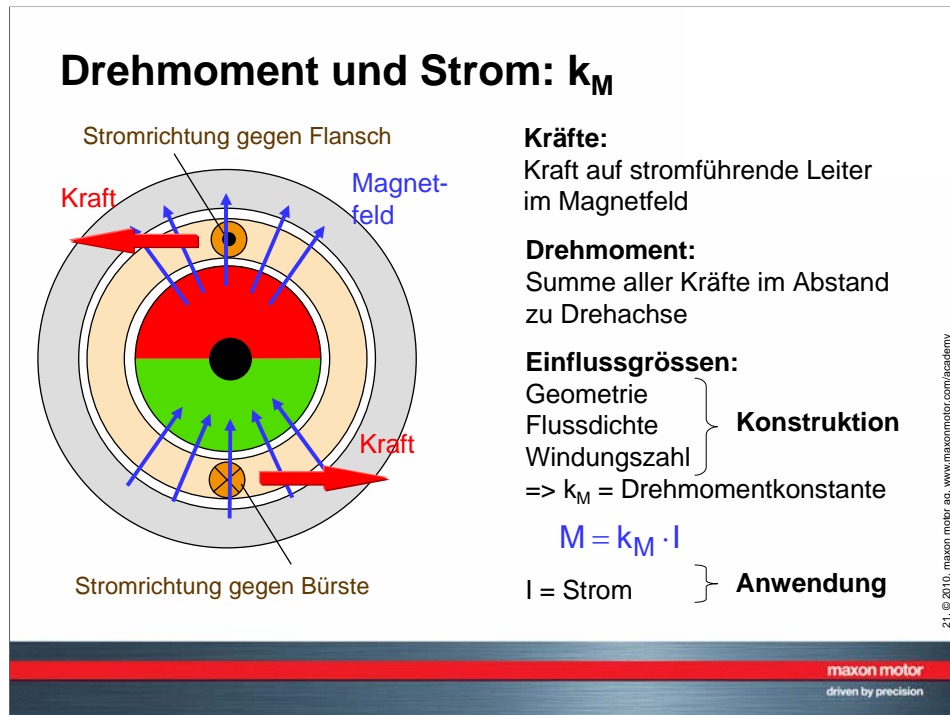 Drehmoment und Strom: kM
Stromrichtung gegen Flansch
Kraft
Magnet-
feld
Kraft
Stromrichtung gegen Bürste
Kräfte:
Kraft auf stromführende Leiter
im Magnetfeld
Drehmoment:
Summe aller Kräfte im Abstand
zu Drehachse
Einflussgrössen:
Geometrie
Flussdichte
Windungszahl
Konstruktion
=> kM = Drehmomentkonstante
M = kM · I
I = Strom
Anwendung
21, © 2010, maxon motor ag, www.maxonmotor.com/academy
maxon motor
driven by precision